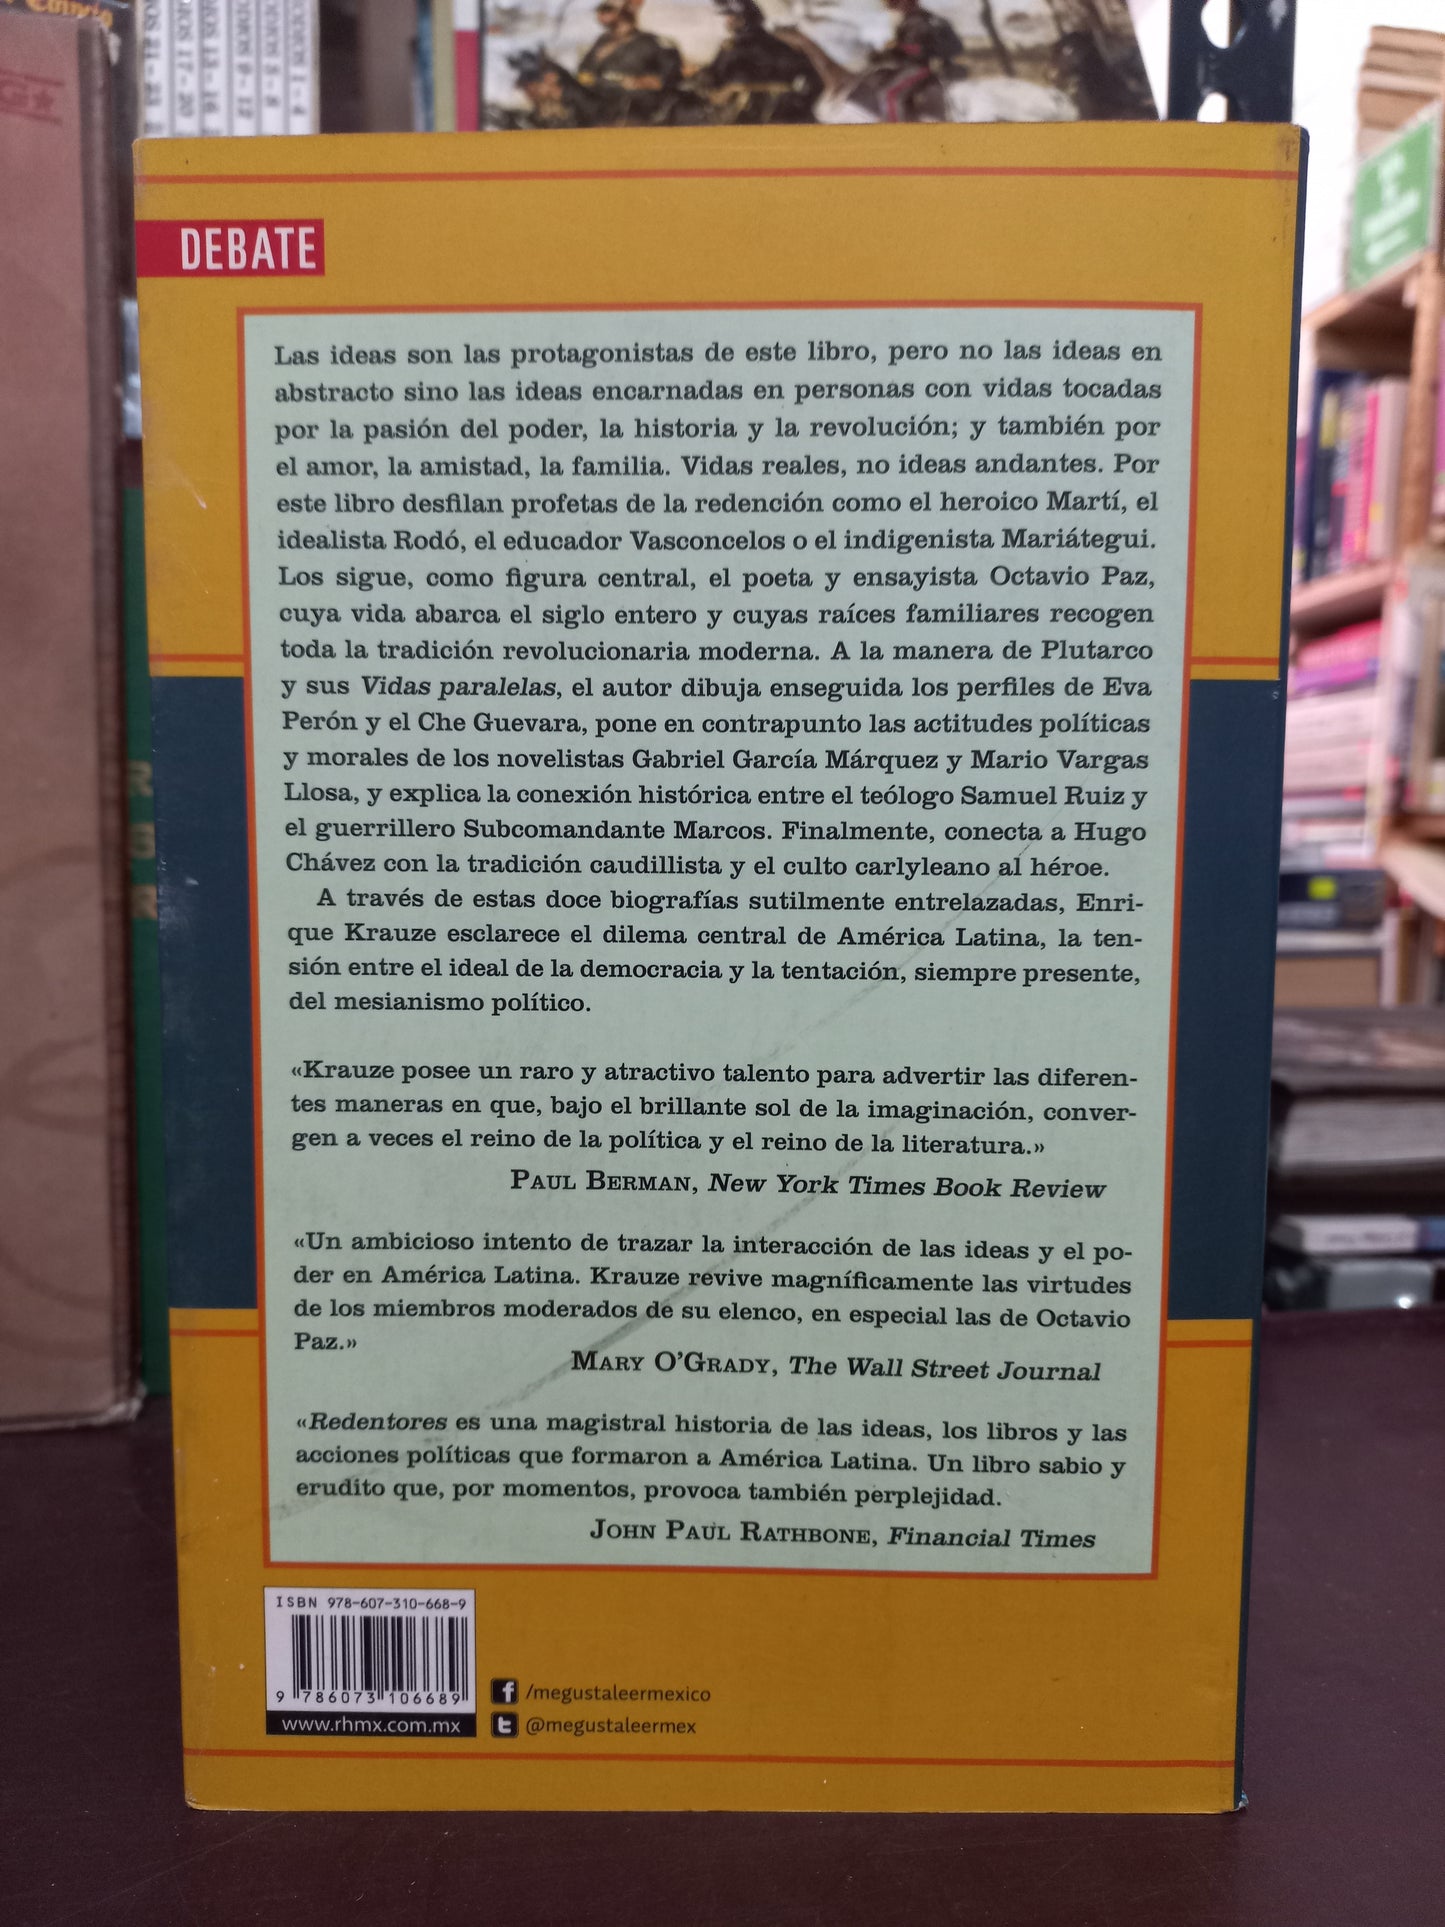 DEBATE
Las ideas son las protagonistas de este libro, pero no las ideas en
abstracto sino las ideas encarnadas en personas con vidas tocadas
por la pasión del poder, la historia y la revolución; y también por
el amor, la amistad, la familia. Vidas reales, no ideas andantes. Por
este libro desfilan profetas de la redención como el heroico Martí, el
idealista Rodó, el educador Vasconcelos o el indigenista Mariátegui.
Los sigue, como figura central, el poeta y ensayista Octavio Paz,
cuya vida abarca el siglo entero y cuyas raíces familiares recogen
toda la tradición revolucionaria moderna. A la manera de Plutarco
y sus Vidas paralelas, el autor dibuja enseguida los perfiles de Eva
Perón y el Che Guevara, pone en contrapunto las actitudes políticas
y morales de los novelistas Gabriel García Márquez y Mario Vargas
Llosa, y explica la conexión histórica entre el teólogo Samuel Ruiz y
el guerrillero Subcomandante Marcos. Finalmente, conecta a Hugo
Chávez con la tradición caudillista y el culto carlyleano al héroe.
A través de estas doce biografías sutilmente entrelazadas, Enri-
que Krauze esclarece el dilema central de América Latina, la ten-
sión entre el ideal de la democracia y la tentación, siempre presente,
del mesianismo político.
«Krauze posee un raro y atractivo talento para advertir las diferen-
tes maneras en que, bajo el brillante sol de la imaginación, conver-
gen a veces el reino de la política y el reino de la literatura.»
PAUL BERMAN, New York Times Book Review
«Un ambicioso intento de trazar la interacción de las ideas y el po-
der en América Latina. Krauze revive magníficamente las virtudes
de los miembros moderados de su elenco, en especial las de Octavio
Paz.»
MARY O'GRADY, The Wall Street Journal
«Redentores es una magistral historia de las ideas, los libros y las
acciones políticas que formaron a América Latina. Un libro sabio y
erudito que, por momentos, provoca también perplejidad.
JOHN PAUL RATHBONE, Financial Times
ISBN 978-607-310-668-9
9 786073 106689
www.rhmx.com.mx
/megustaleermexico
@megustaleermex